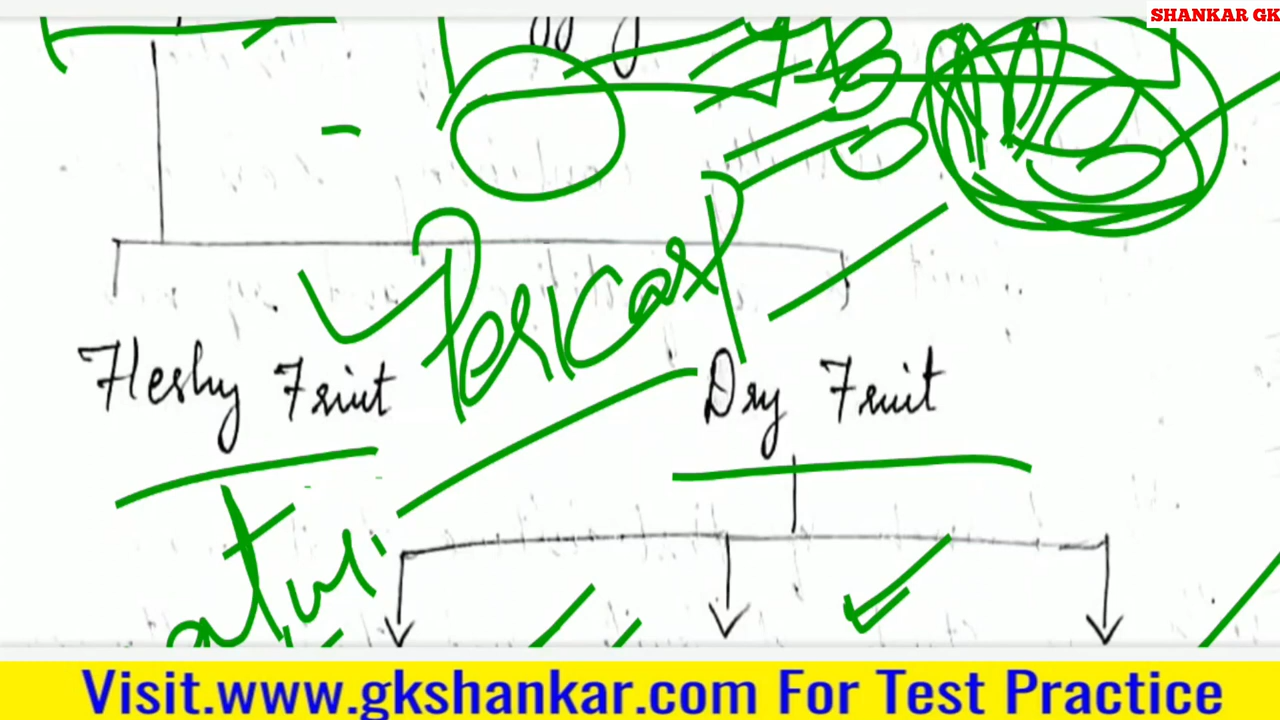 SHANKAR GK
Pericarp
Fleshy Fruit
Dry Fruit
Visit.www.gkshankar.com For Test Practice